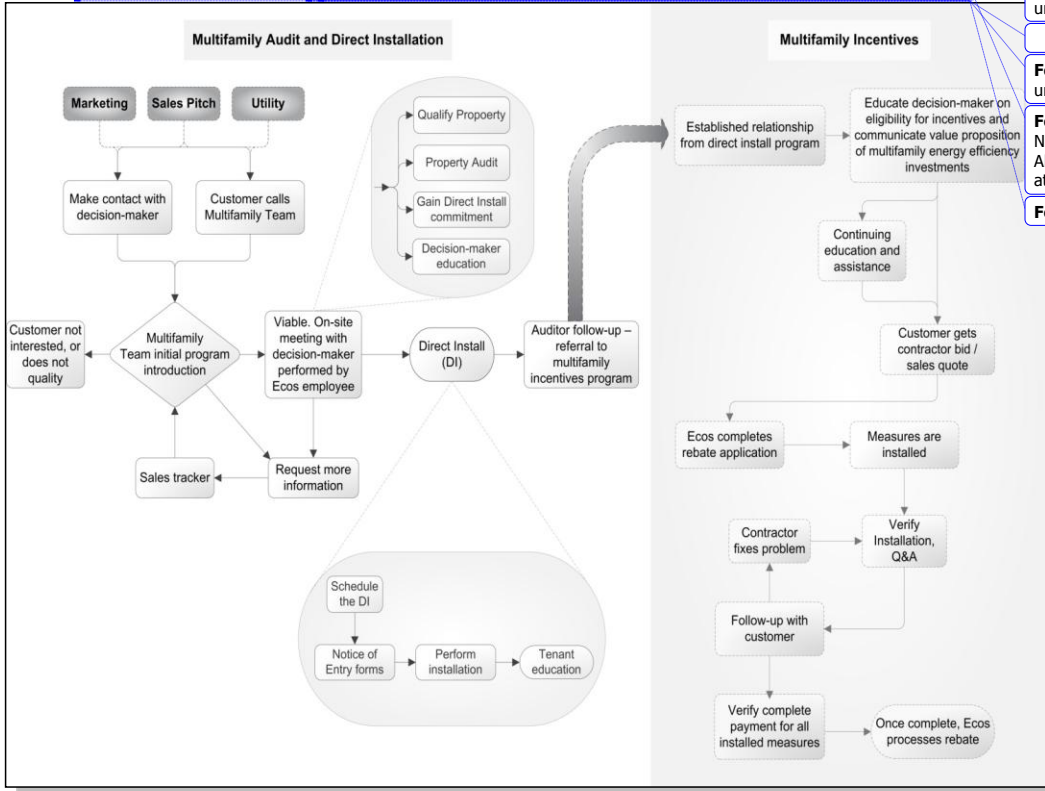 Multifamily Audit and Direct Installation
Marketing
Sales Pitch
Utility
Make contact with
decision-maker
Customer calls
Multifamily Team
Qualify Propoerty
Property Audit
Gain Direct Install
commitment
Decision-maker
education
Customer not
interested, or
does not
quality
Multifamily
Team initial program
introduction
Viable. On-site
meeting with
decision-maker
performed by
Ecos employee
Direct Install
(DI)
Auditor follow-up –
referral to
multifamily
incentives program
Sales tracker
Request more
information
Schedule
the DI
Notice of
Entry forms
Perform
installation
Tenant
education
Multifamily Incentives
Established relationship
from direct install program
Educate decision-maker on
eligibility for incentives and
communicate value proposition
of multifamily energy efficiency
investments
Continuing
education and
assistance
Customer gets
contractor bid /
sales quote
Ecos completes
rebate application
Measures are
installed
Contractor
fixes problem
Verify
Installation,
Q&A
Follow-up with
customer
Verify complete
payment for all
installed measures
Once complete, Ecos
processes rebate